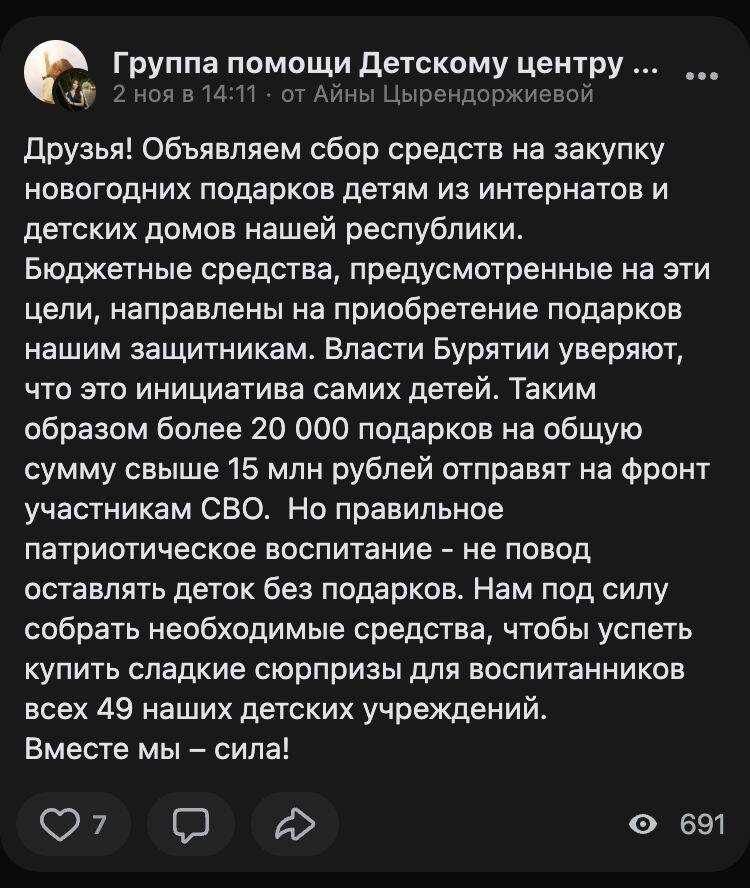 Группа помощи Детскому центру ...
2 ноя в 14:11 · от Айны Цырендоржиевой
Друзья! Объявляем сбор средств на закупку
новогодних подарков детям из интернатов и
детских домов нашей республики.
Бюджетные средства, предусмотренные на эти
цели, направлены на приобретение подарков
нашим защитникам. Власти Бурятии уверяют,
что это инициатива самих детей. Таким
образом более 20 000 подарков на общую
сумму свыше 15 млн рублей отправят на фронт
участникам СВО.  Но правильное
патриотическое воспитание - не повод
оставлять деток без подарков. Нам под силу
собрать необходимые средства, чтобы успеть
купить сладкие сюрпризы для воспитанников
всех 49 наших детских учреждений.
Вместе мы – сила!
7
691